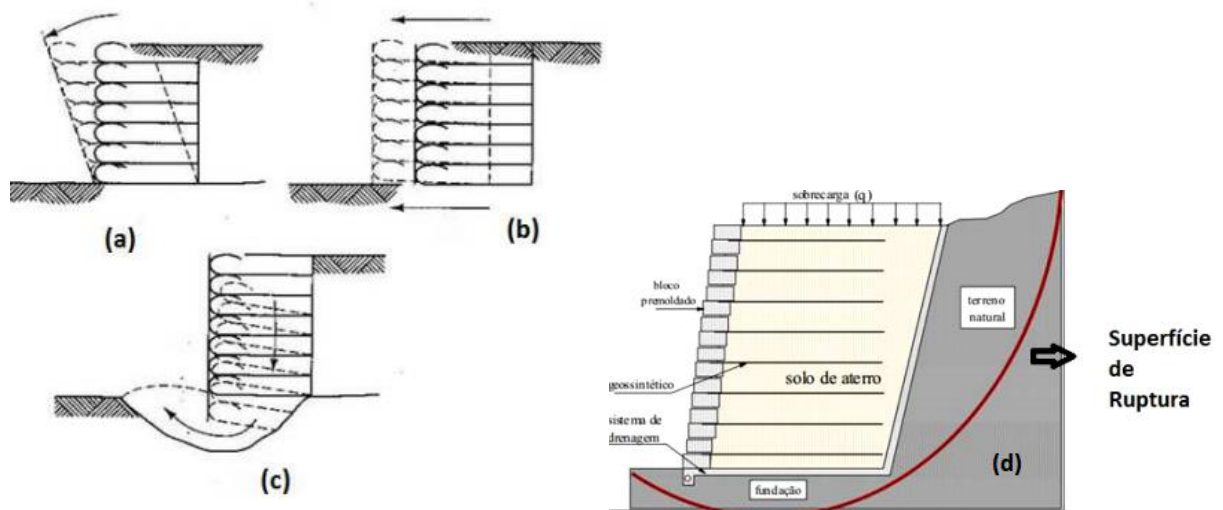 (a)
(b)
(c)
sobrecarga (q)
bloco
premoldado
terreno
natural
geossintético
solo de aterro
sistema de
drenagem
(d)
fundação
Superfície
de
Ruptura